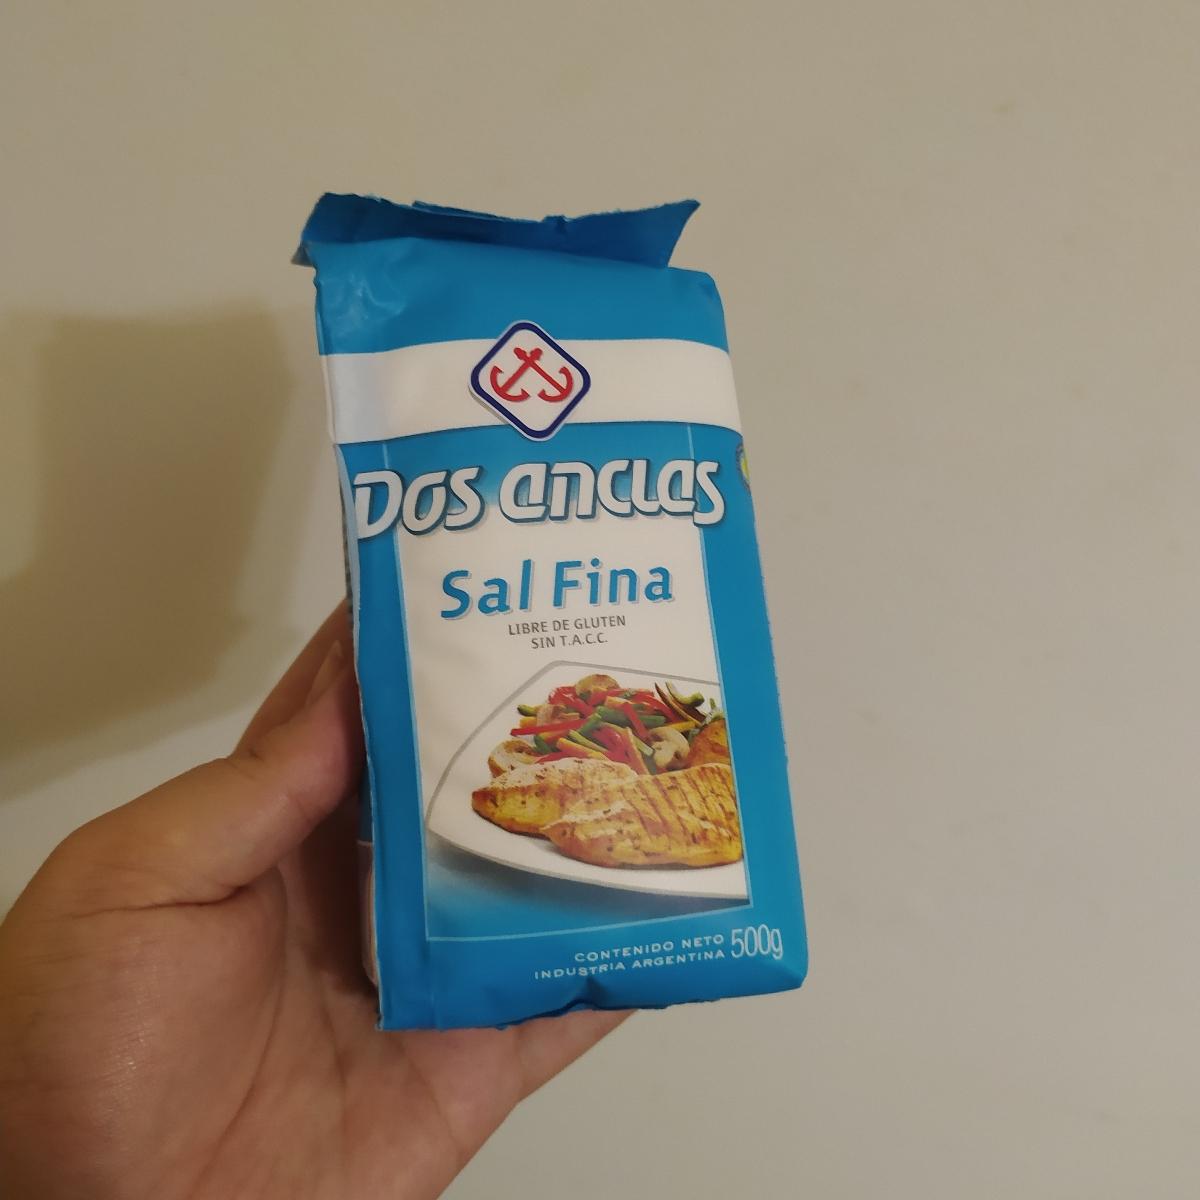 Dos anclas
Sal Fina
LIBRE DE GLUTEN
SIN T.A.C.C.
CONTENIDO NETO 500g
INDUSTRIA ARGENTINA